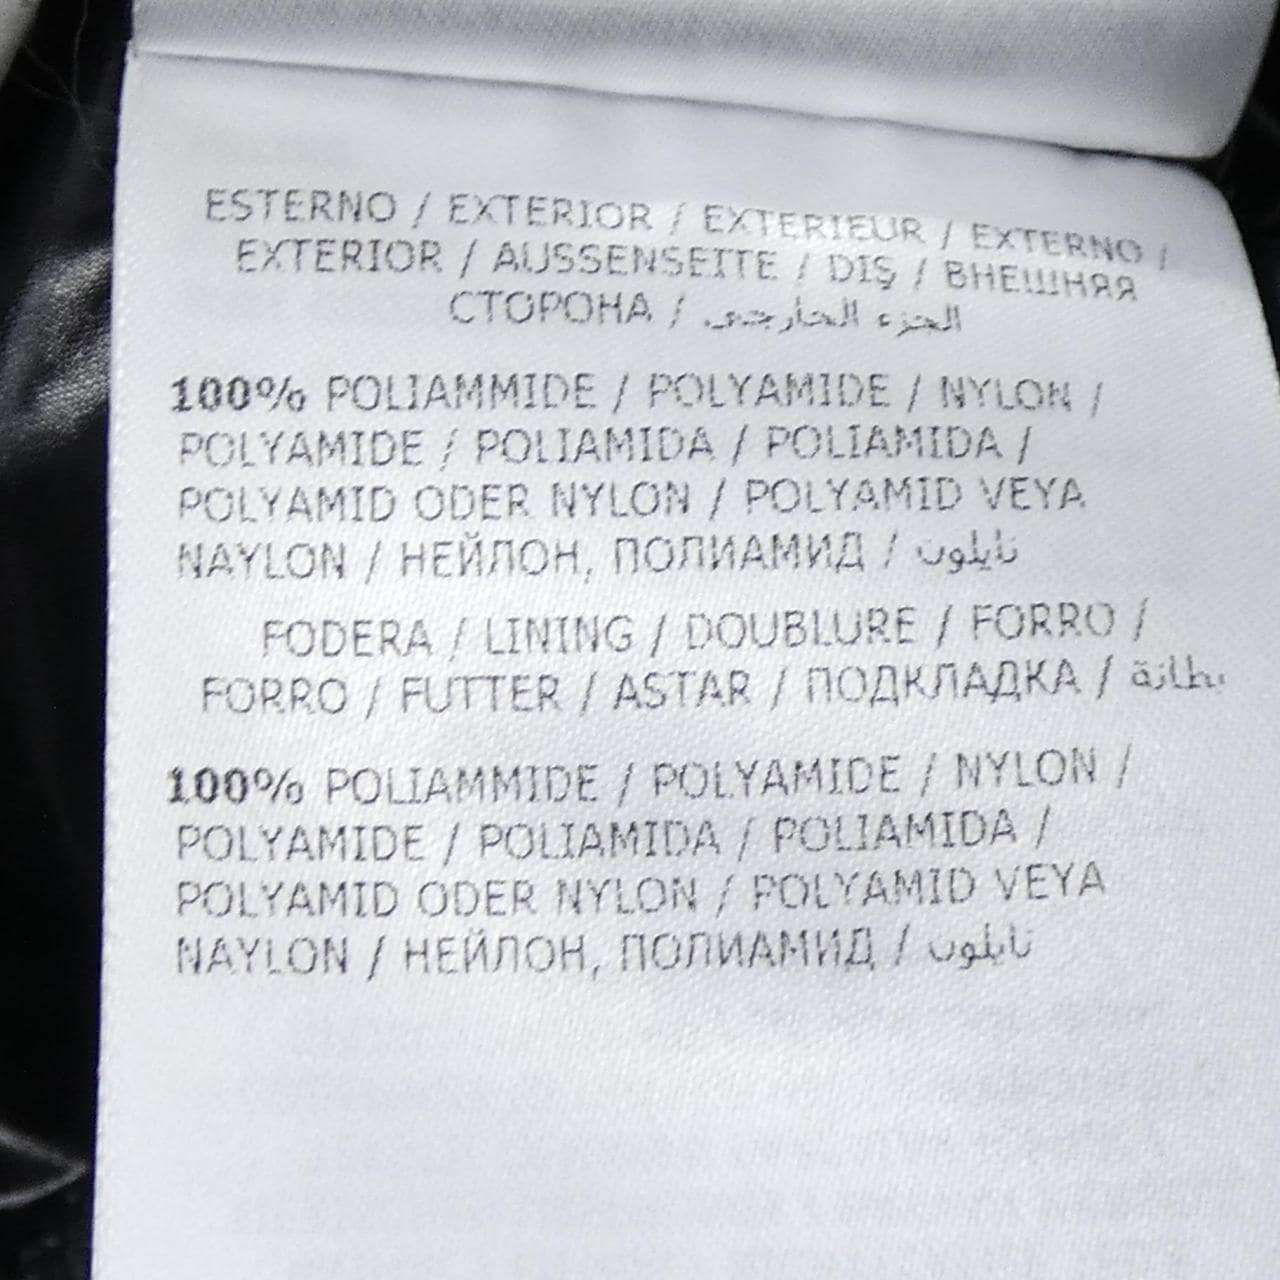 ESTERNO / EXTERIOR / EXTERIEUR / EXTERNO /
EXTERIOR / AUSSENSEITE / DIŞ / ВНЕШНЯЯ
СТОРОНА / الجزء الخارجي
100% POLIAMMIDE / POLYAMIDE / NYLON /
POLYAMIDE / POLIAMIDA / POLIAMIDA /
POLYAMID ODER NYLON / POLYAMID VEYA
NAYLON / НЕЙЛОН, ПОЛИАМИД / نايلون
FODERA / LINING / DOUBLURE / FORRO /
FORRO / FUTTER / ASTAR / ПОДКЛАДКА / بطانة
100% POLIAMMIDE / POLYAMIDE / NYLON /
POLYAMIDE / POLIAMIDA / POLIAMIDA /
POLYAMID ODER NYLON / POLYAMID VEYA
NAYLON / НЕЙЛОН, ПОЛИАМИД / نايلون